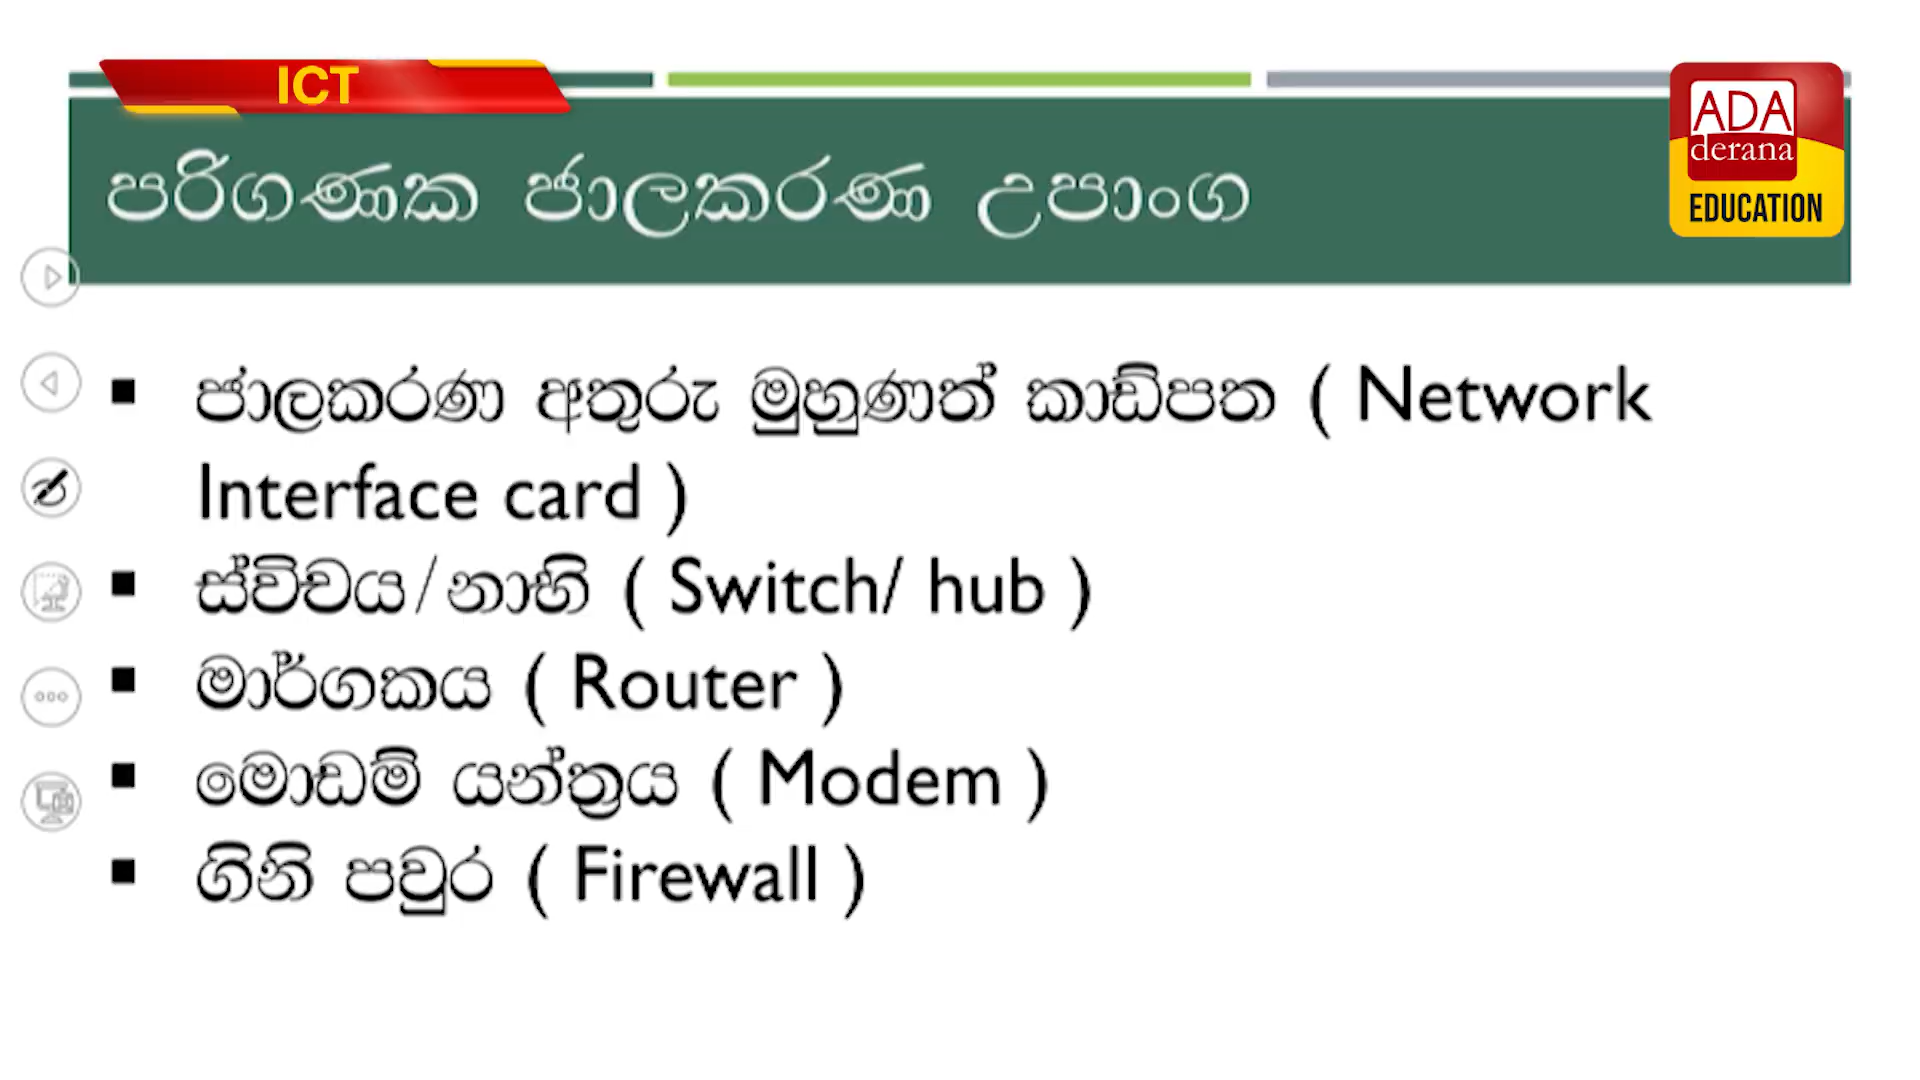 ICT
ADA
derana
EDUCATION
පරිගණක ජාලකරණ උපාංග
▪ ජාලකරණ අතුරු මුහුණත් කාඩ්පත ( Network
Interface card )
▪ ස්විචය/නාභි ( Switch/ hub )
▪ මාර්ගකය ( Router )
▪ මොඩම් යන්ත්‍රය ( Modem )
▪ ගිනි පවුර ( Firewall )